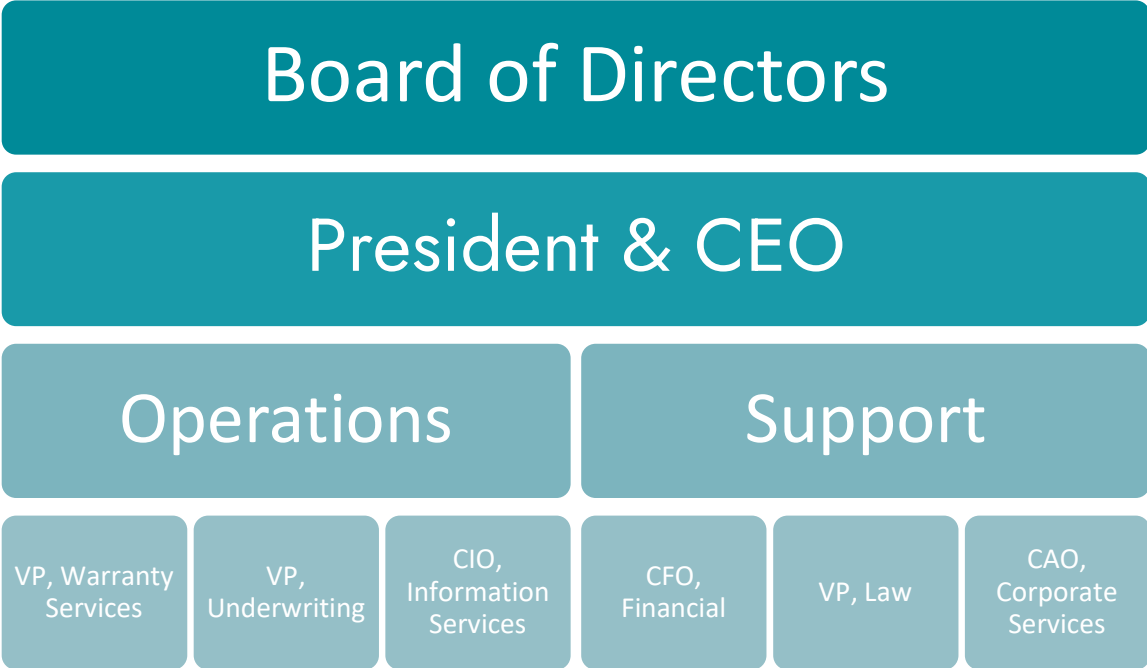 Board of Directors
President & CEO
Operations
Support
VP, Warranty
Services
VP,
Underwriting
CIO,
Information
Services
CFO,
Financial
VP, Law
CAO,
Corporate
Services